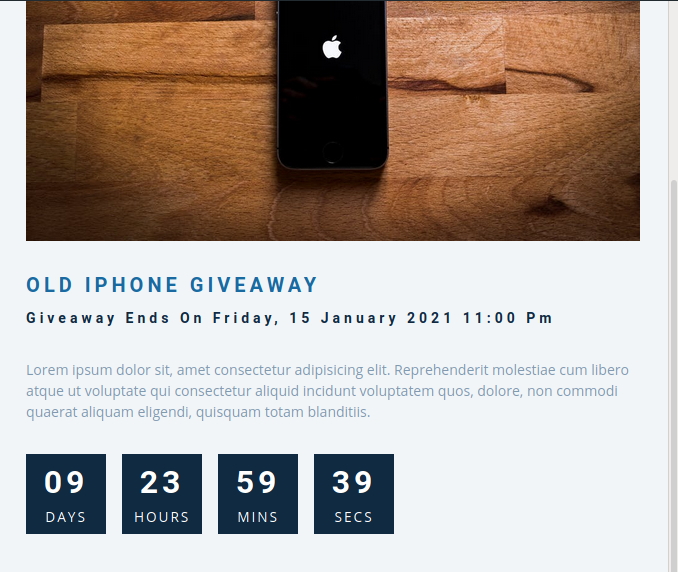 OLD IPHONE GIVEAWAY
Giveaway Ends On Friday, 15 January 2021 11:00 Pm
Lorem ipsum dolor sit, amet consectetur adipisicing elit. Reprehenderit molestiae cum libero
atque ut voluptate qui consectetur aliquid incidunt voluptatem quos, dolore, non commodi
quaerat aliquam eligendi, quisquam totam blanditiis.
09 23 59 39
DAYS HOURS MINS SECS